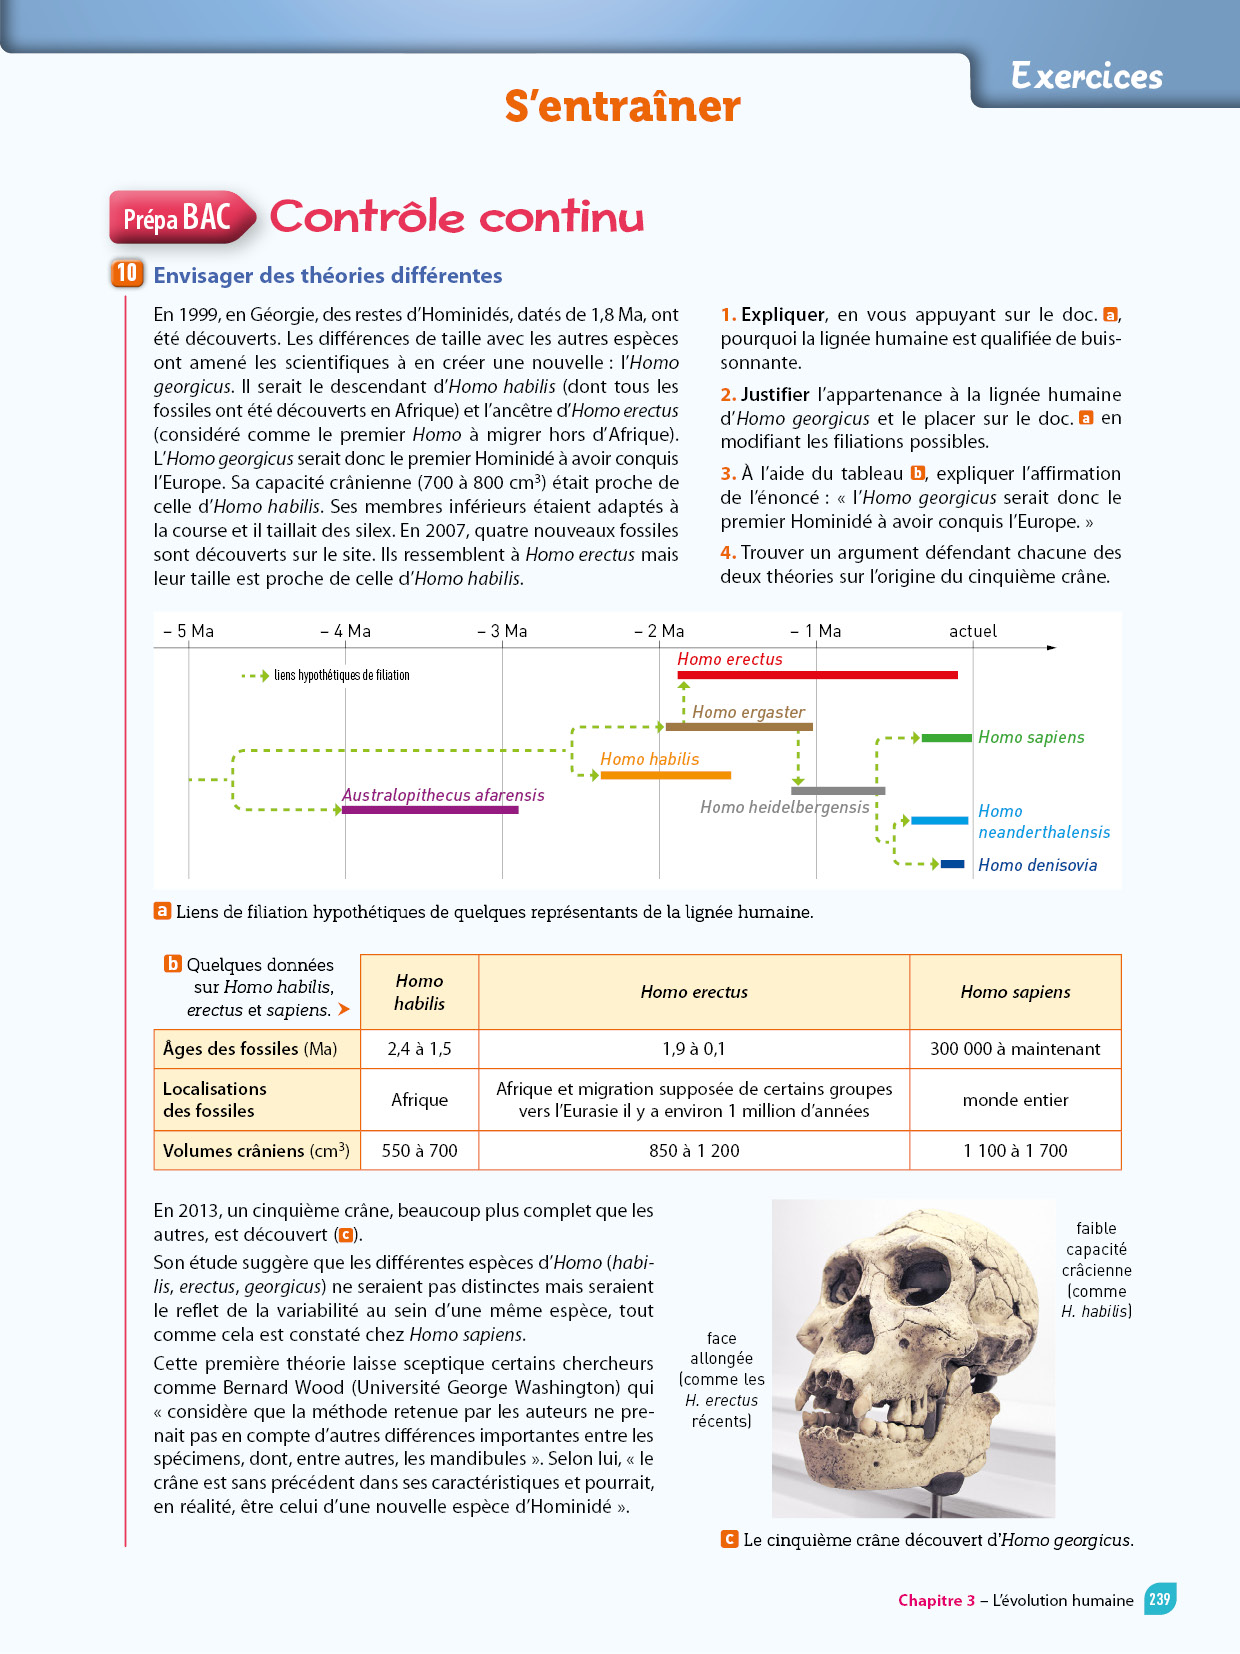 Exercices
S’entraîner
Prépa BAC Contrôle continu
10 Envisager des théories différentes
En 1999, en Géorgie, des restes d’Hominidés, datés de 1,8 Ma, ont
été découverts. Les différences de taille avec les autres espèces
ont amené les scientifiques à en créer une nouvelle : l’Homo
georgicus. Il serait le descendant d’Homo habilis (dont tous les
fossiles ont été découverts en Afrique) et l’ancêtre d’Homo erectus
(considéré comme le premier Homo à migrer hors d’Afrique).
L’Homo georgicus serait donc le premier Hominidé à avoir conquis
l’Europe. Sa capacité crânienne (700 à 800 cm³) était proche de
celle d’Homo habilis. Ses membres inférieurs étaient adaptés à
la course et il taillait des silex. En 2007, quatre nouveaux fossiles
sont découverts sur le site. Ils ressemblent à Homo erectus mais
leur taille est proche de celle d’Homo habilis.
1. Expliquer, en vous appuyant sur le doc. a,
pourquoi la lignée humaine est qualifiée de buis-
sonnante.
2. Justifier l’appartenance à la lignée humaine
d’Homo georgicus et le placer sur le doc. a en
modifiant les filiations possibles.
3. À l’aide du tableau b, expliquer l’affirmation
de l’énoncé : « l’Homo georgicus serait donc le
premier Hominidé à avoir conquis l’Europe. »
4. Trouver un argument défendant chacune des
deux théories sur l’origine du cinquième crâne.
– 5 Ma – 4 Ma – 3 Ma – 2 Ma – 1 Ma actuel
Homo erectus
liens hypothétiques de filiation
Homo ergaster
Homo sapiens
Homo habilis
Australopithecus afarensis
Homo heidelbergensis
Homo
neanderthalensis
Homo denisovia
a Liens de filiation hypothétiques de quelques représentants de la lignée humaine.
b Quelques données
sur Homo habilis,
erectus et sapiens.
Homo
habilis
Homo erectus
Homo sapiens
Âges des fossiles (Ma) 2,4 à 1,5 1,9 à 0,1 300 000 à maintenant
Localisations
des fossiles
Afrique
Afrique et migration supposée de certains groupes
vers l’Eurasie il y a environ 1 million d’années
monde entier
Volumes crâniens (cm³) 550 à 700 850 à 1 200 1 100 à 1 700
En 2013, un cinquième crâne, beaucoup plus complet que les
autres, est découvert (c).
Son étude suggère que les différentes espèces d’Homo (habi-
lis, erectus, georgicus) ne seraient pas distinctes mais seraient
le reflet de la variabilité au sein d’une même espèce, tout
comme cela est constaté chez Homo sapiens.
Cette première théorie laisse sceptique certains chercheurs
comme Bernard Wood (Université George Washington) qui
« considère que la méthode retenue par les auteurs ne pre-
nait pas en compte d’autres différences importantes entre les
spécimens, dont, entre autres, les mandibules ». Selon lui, « le
crâne est sans précédent dans ses caractéristiques et pourrait,
en réalité, être celui d’une nouvelle espèce d’Hominidé ».
face
allongée
(comme les
H. erectus
récents)
faible
capacité
crâcienne
(comme
H. habilis)
c Le cinquième crâne découvert d’Homo georgicus.
Chapitre 3 – L’évolution humaine 239